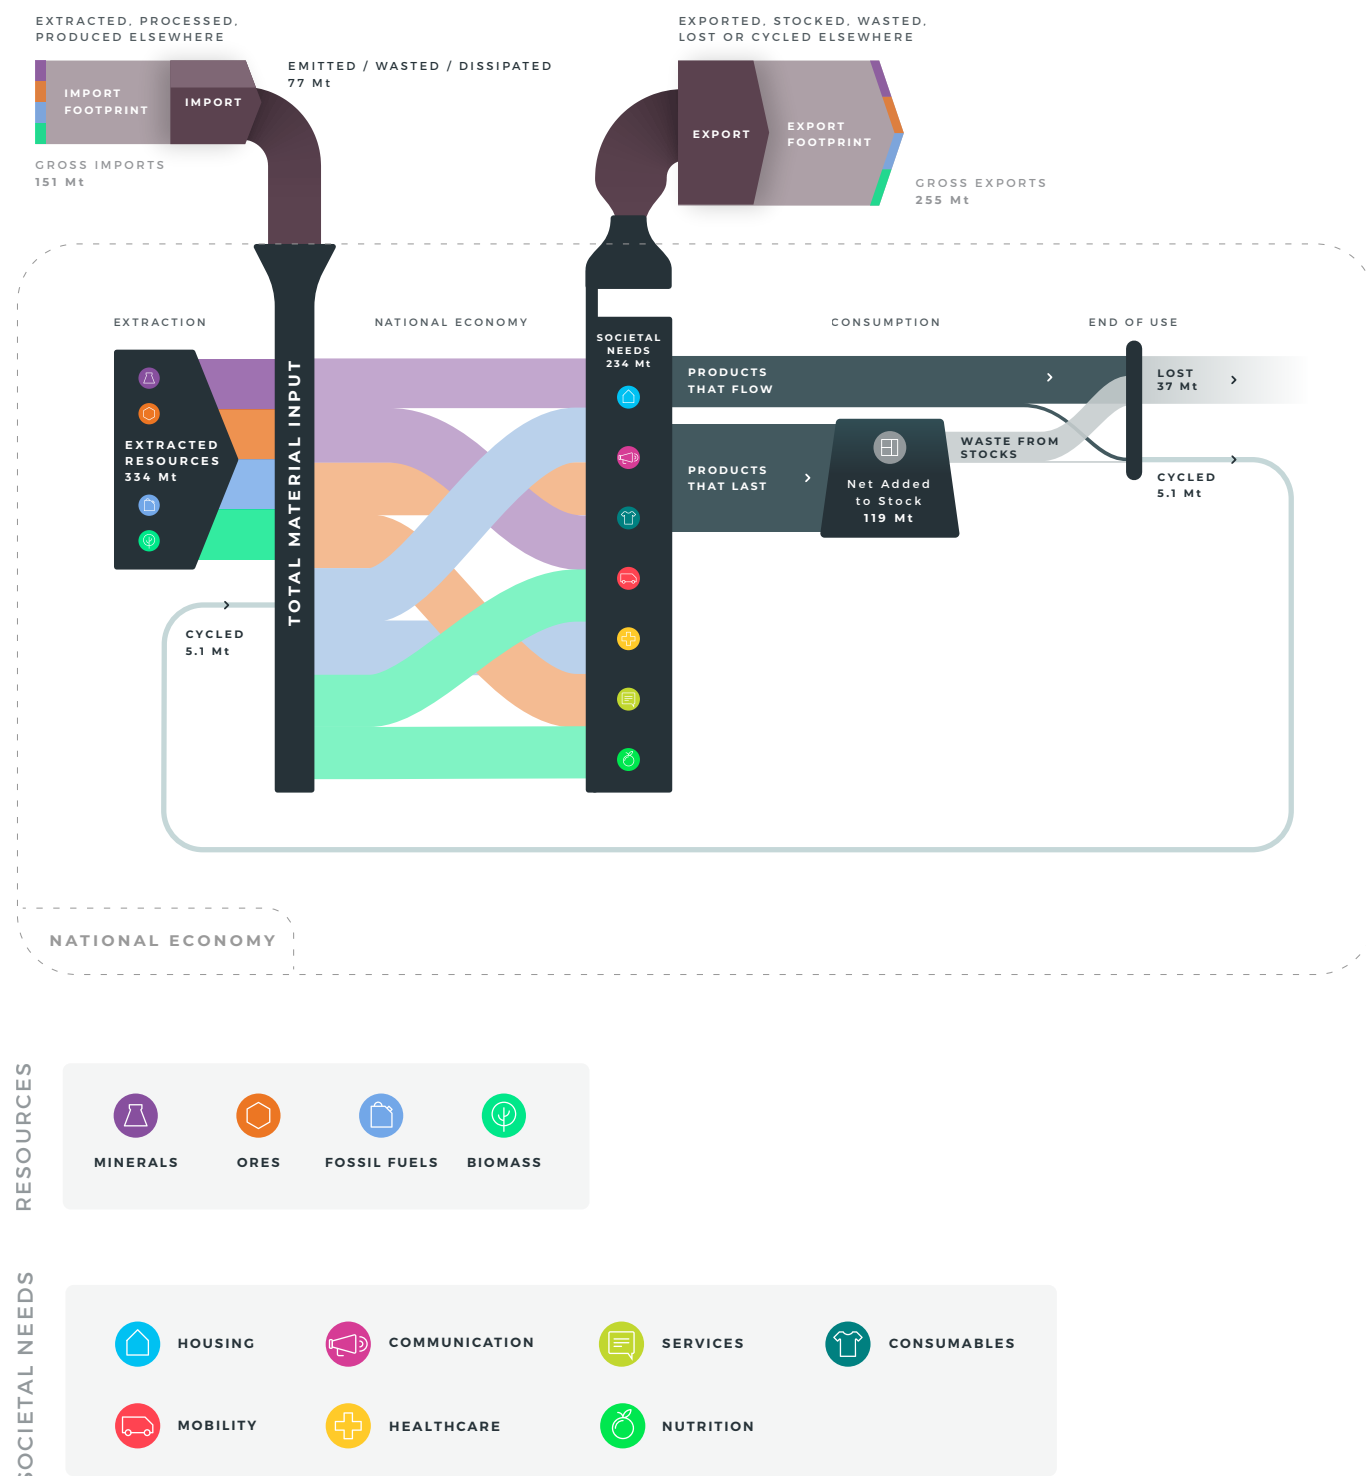 EXTRACTED, PROCESSED,
PRODUCED ELSEWHERE
EXPORTED, STOCKED, WASTED,
LOST OR CYCLED ELSEWHERE
EMITTED / WASTED / DISSIPATED
77 Mt
IMPORT
FOOTPRINT
IMPORT
GROSS IMPORTS
151 Mt
EXPORT
EXPORT
FOOTPRINT
GROSS EXPORTS
255 Mt
EXTRACTION
NATIONAL ECONOMY
CONSUMPTION
END OF USE
EXTRACTED
RESOURCES
334 Mt
TOTAL MATERIAL INPUT
SOCIETAL
NEEDS
234 Mt
PRODUCTS
THAT FLOW
PRODUCTS
THAT LAST
Net Added
to Stock
119 Mt
WASTE FROM
STOCKS
LOST
37 Mt
CYCLED
5.1 Mt
CYCLED
5.1 Mt
NATIONAL ECONOMY
RESOURCES
MINERALS
ORES
FOSSIL FUELS
BIOMASS
SOCIETAL NEEDS
HOUSING
COMMUNICATION
SERVICES
CONSUMABLES
MOBILITY
HEALTHCARE
NUTRITION